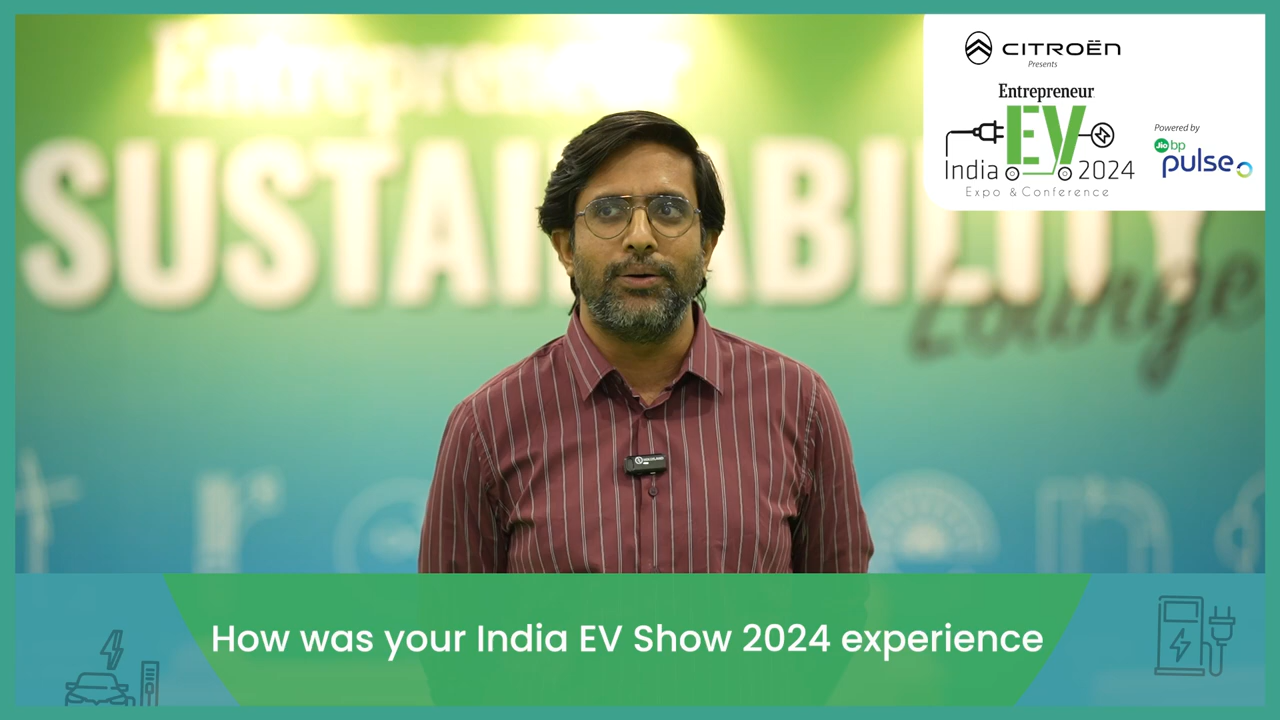 CITROËN
Presents
Entrepreneur
EV
India 2024
Expo & Conference
Powered by
Jio bp
pulse
Entrepreneur
SUSTAINABILITY
Lounge
How was your India EV Show 2024 experience